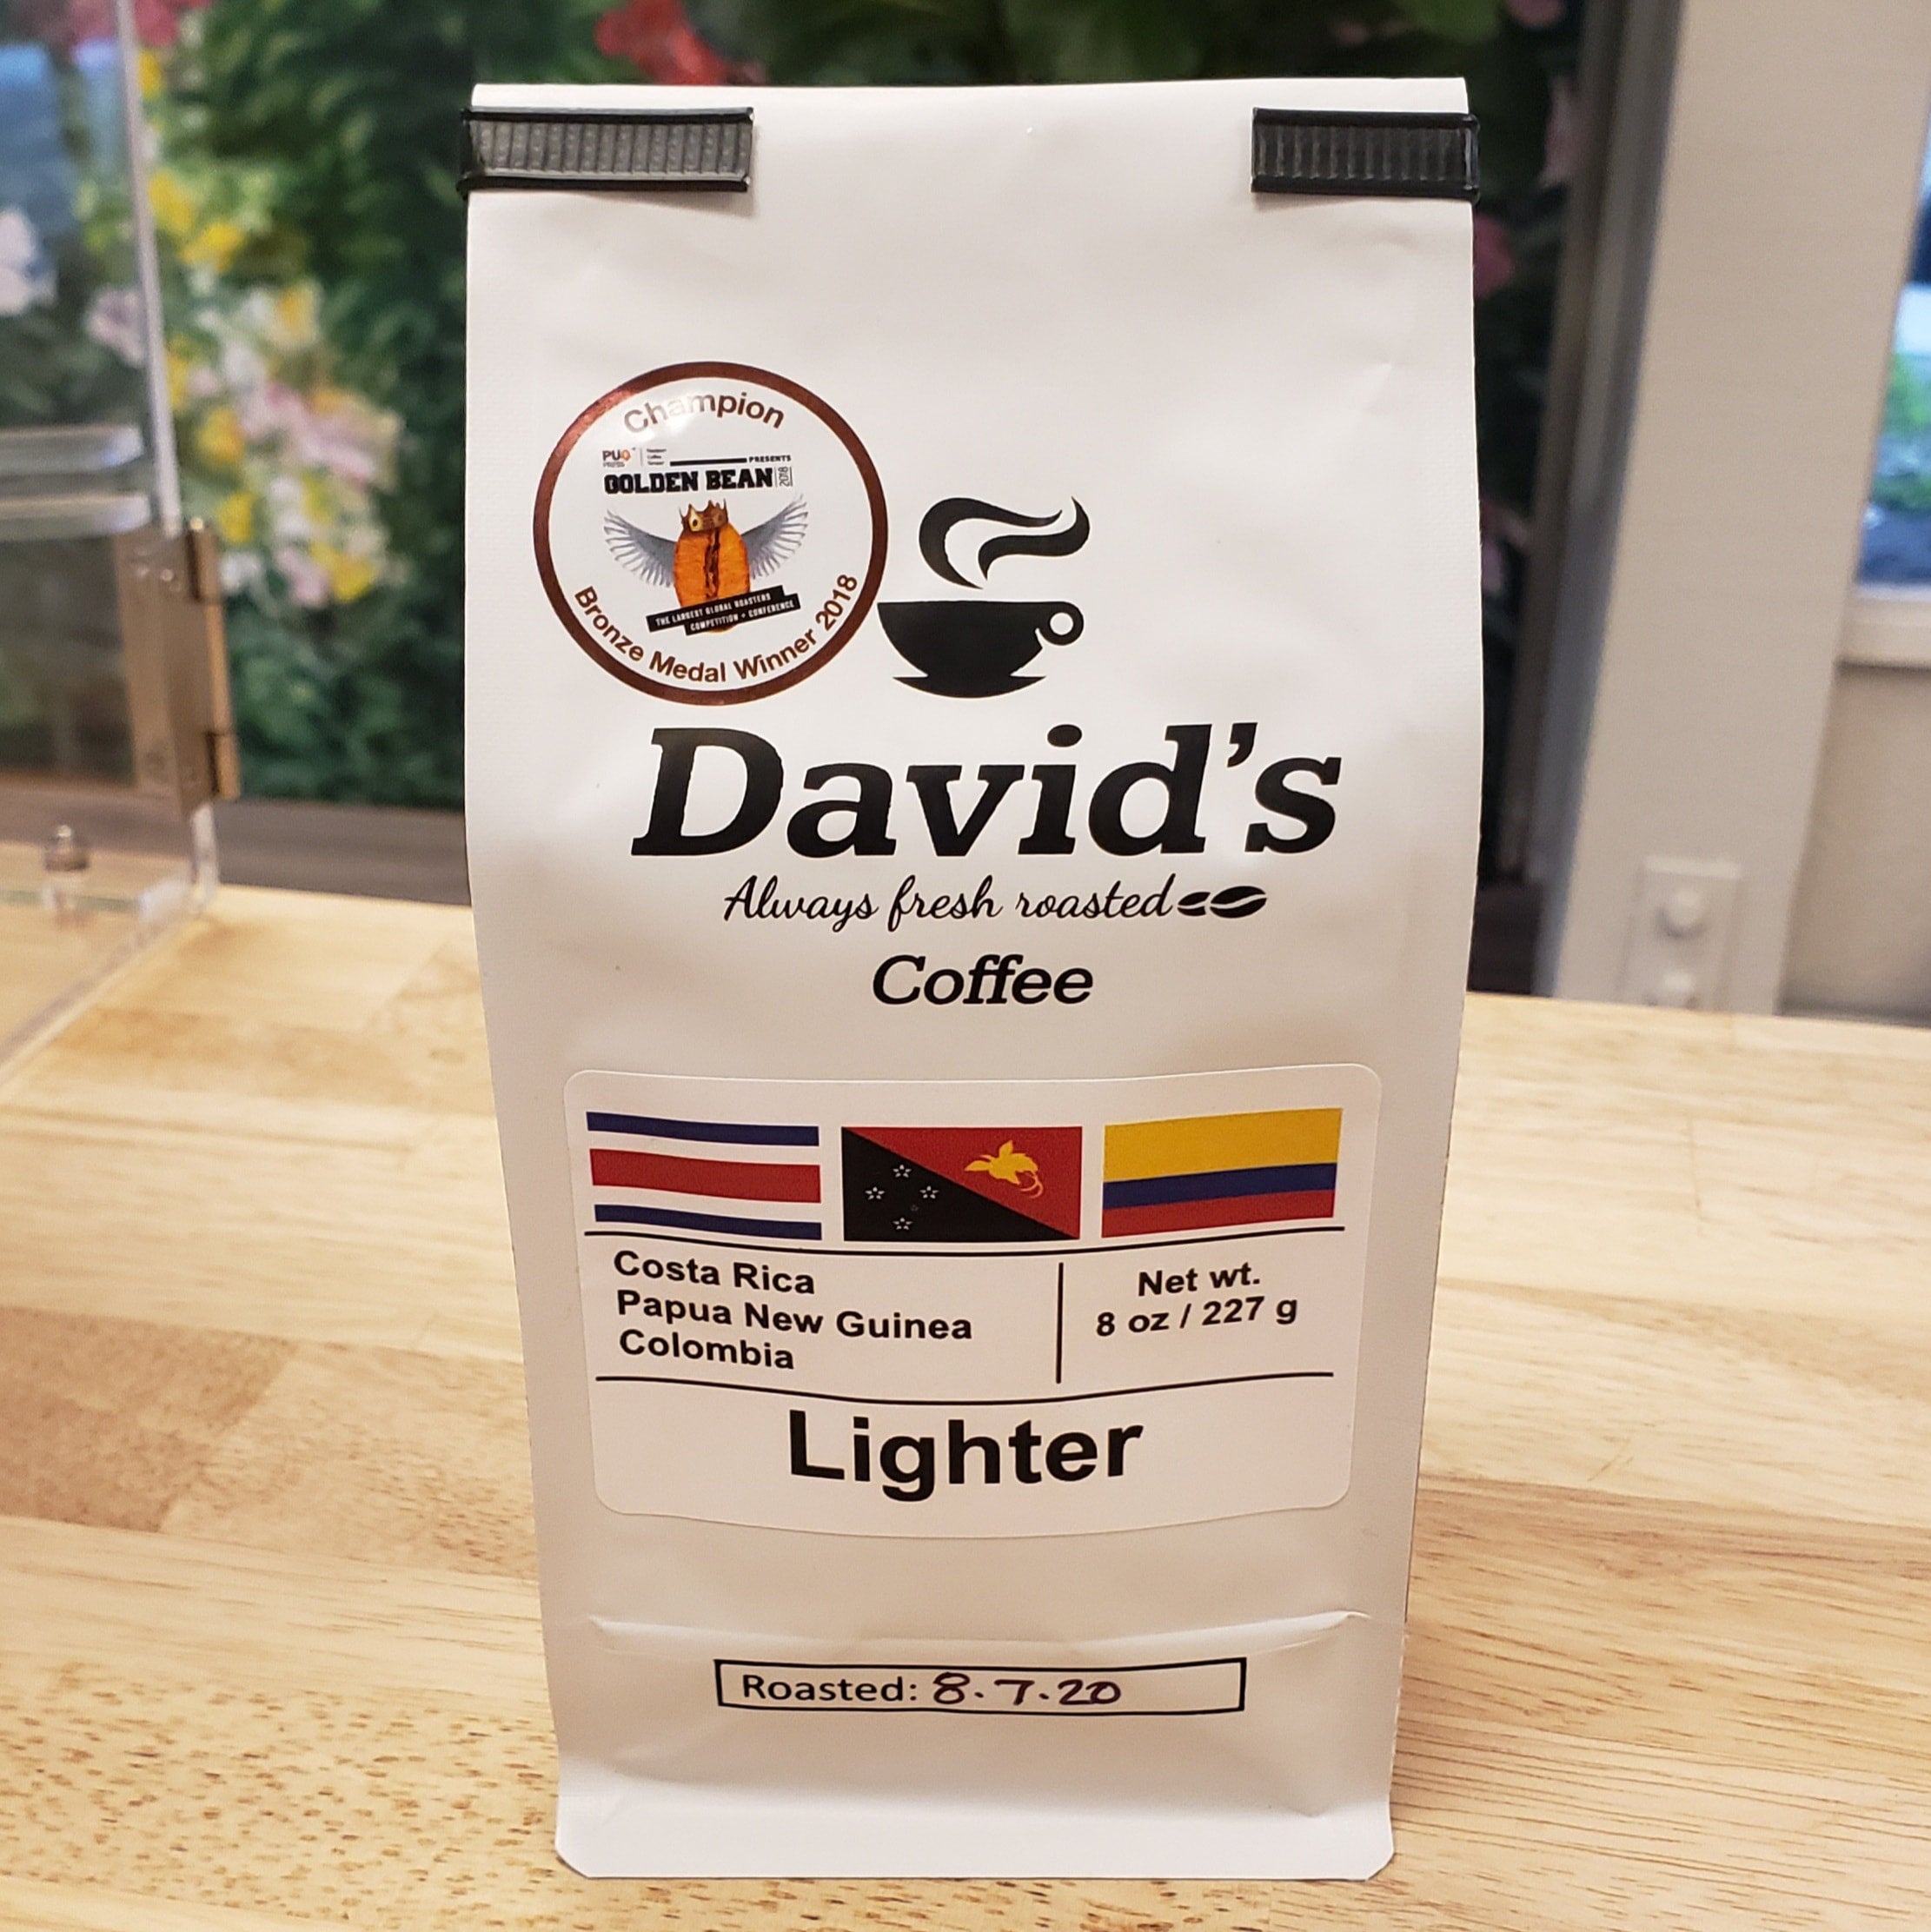 Champion
PUQ
PRESS
PRESENTS
GOLDEN BEAN 2018
THE LARGEST GLOBAL ROASTERS
COMPETITION + CONFERENCE
Bronze Medal Winner 2018
David's
Always fresh roasted
Coffee
Costa Rica
Papua New Guinea
Colombia
Net wt.
8 oz / 227 g
Lighter
Roasted: 8.7.20